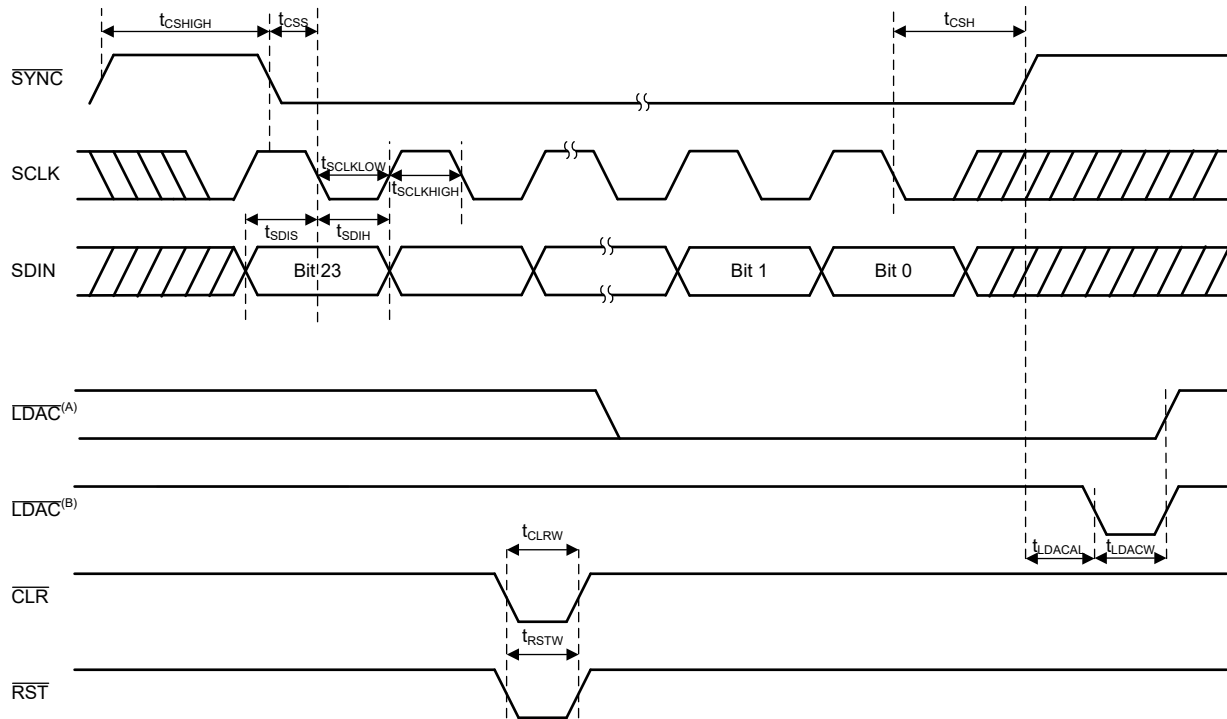 tCSHIGH
tCSS
tCSH
SYNC
SCLK
tSCLKLOW
tSCLKHIGH
tSDIS
tSDIH
SDIN
Bit 23
Bit 1
Bit 0
LDAC(A)
LDAC(B)
tLDACAL
tLDACW
tCLRW
CLR
tRSTW
RST